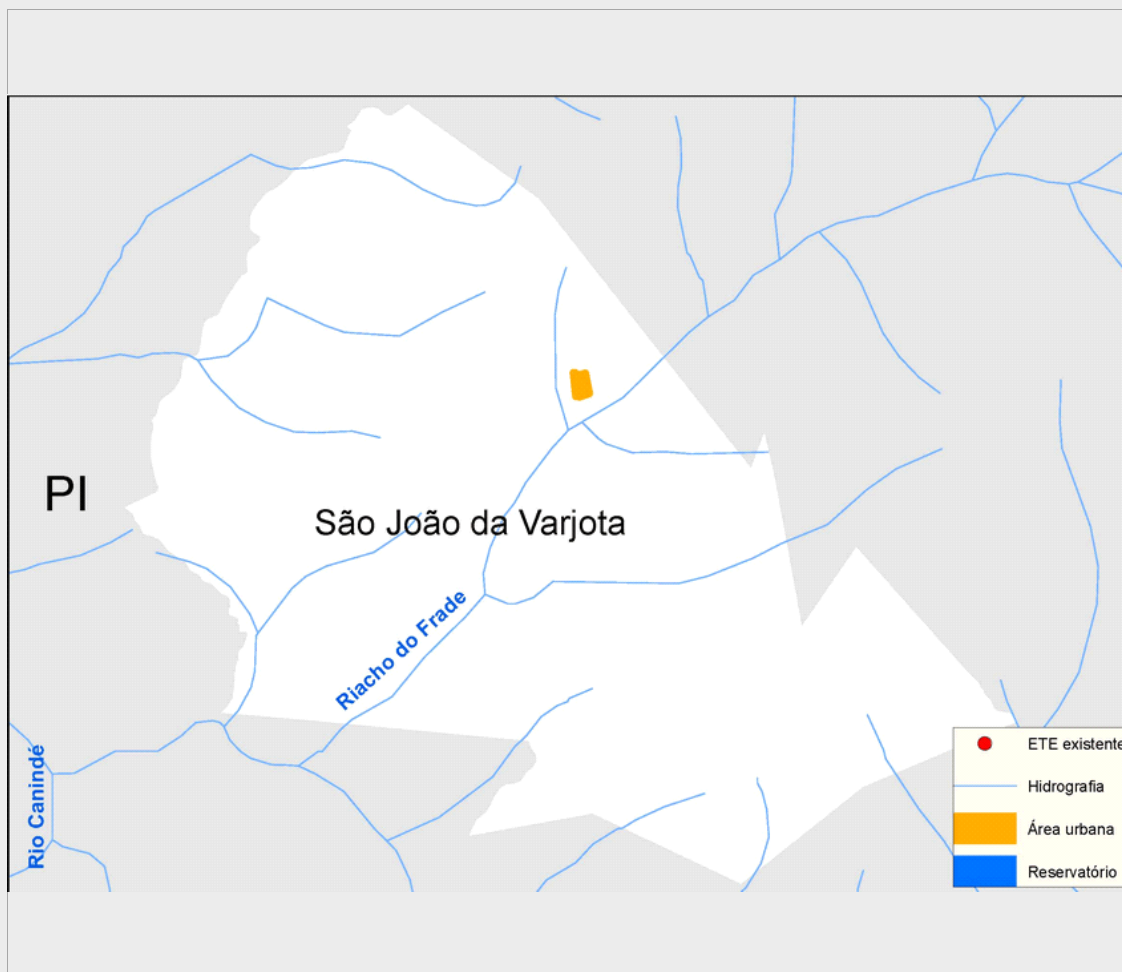 PI
São João da Varjota
Riacho do Frade
Rio Canindé
ETE existente
Hidrografia
Área urbana
Reservatório